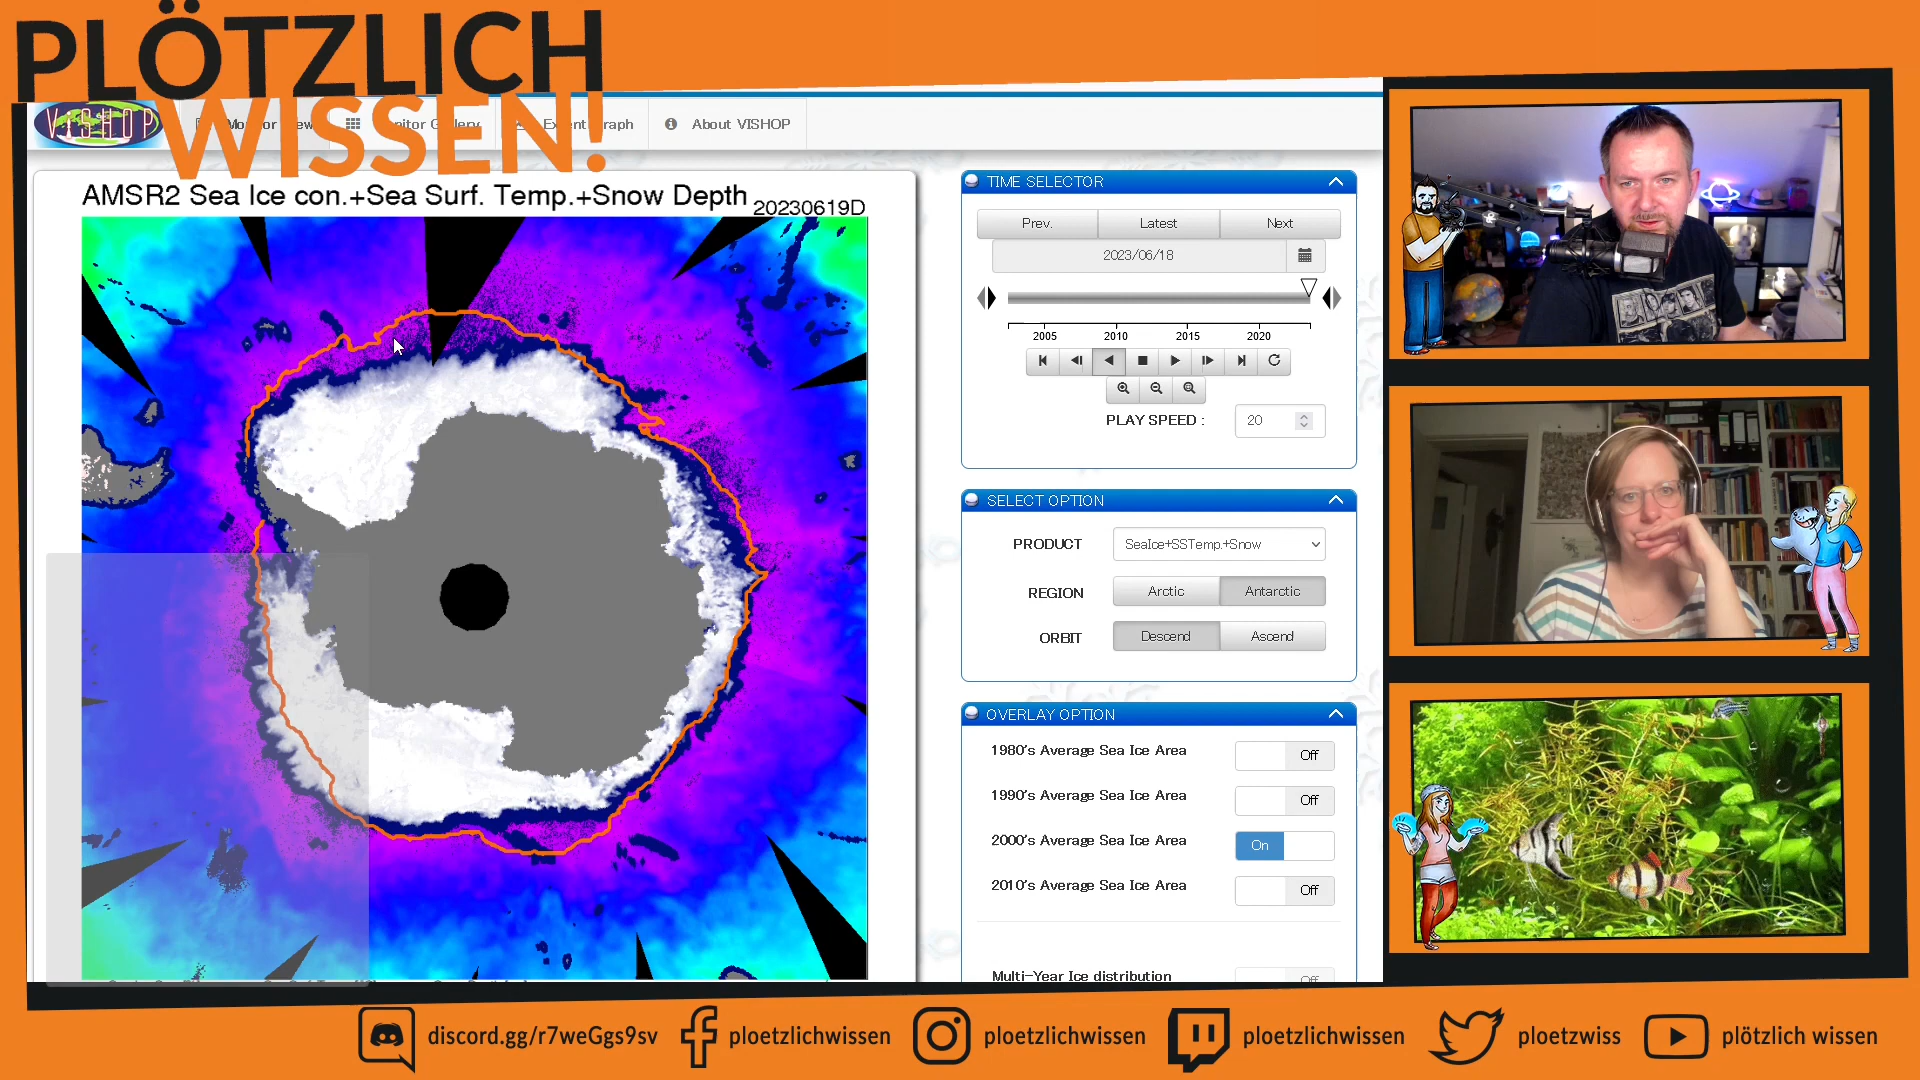 PLÖTZLICH
WISSEN!
VISHOP
About VISHOP
AMSR2 Sea Ice con.+Sea Surf. Temp.+Snow Depth
20230619D
TIME SELECTOR
Prev.
Latest
Next
2023/06/18
2005
2010
2015
2020
PLAY SPEED :
20
SELECT OPTION
PRODUCT
SeaIce+SSTemp.+Snow
REGION
Arctic
Antarctic
ORBIT
Descend
Ascend
OVERLAY OPTION
1980's Average Sea Ice Area
Off
1990's Average Sea Ice Area
Off
2000's Average Sea Ice Area
On
2010's Average Sea Ice Area
Off
Multi-Year Ice distribution
Off
discord.gg/r7weGgs9sv
ploetzlichwissen
ploetzlichwissen
ploetzlichwissen
ploetzwiss
plötzlich wissen